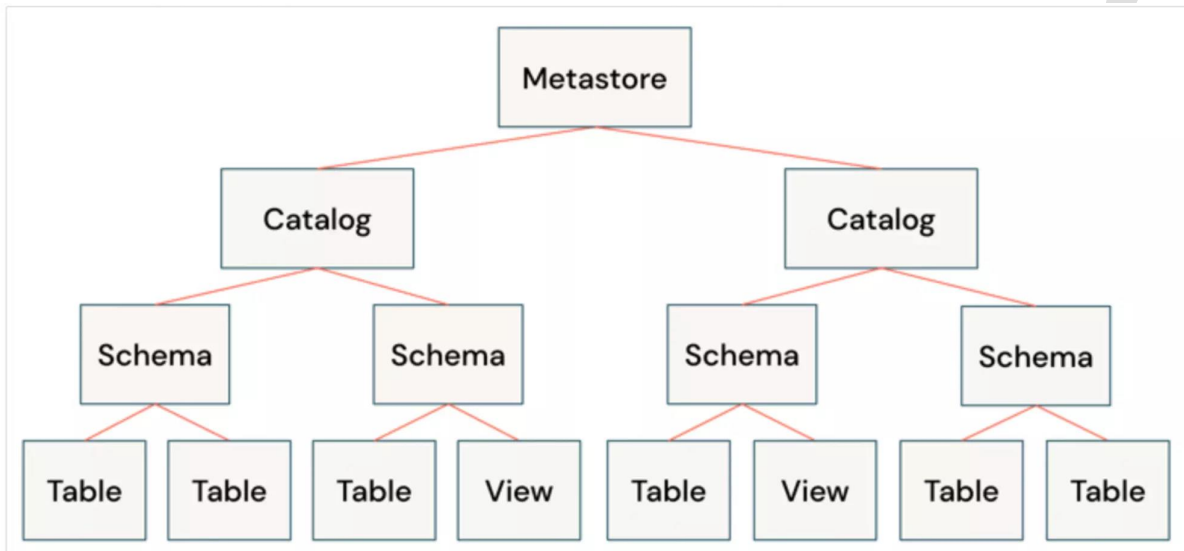 Metastore
Catalog
Catalog
Schema
Schema
Schema
Schema
Table
Table
Table
View
Table
View
Table
Table